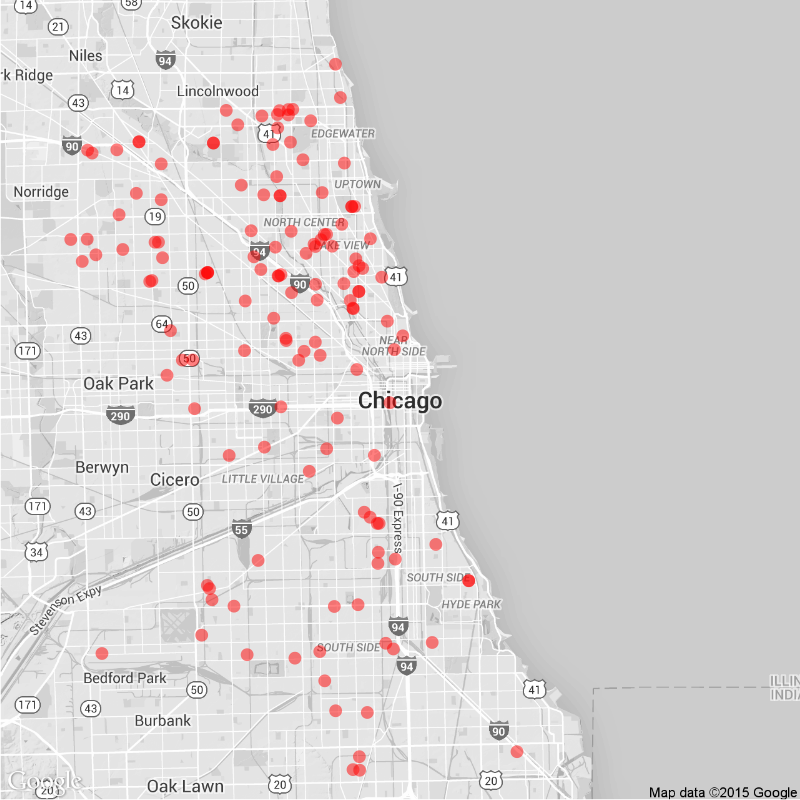 14
58
21
Skokie
Niles
94
rk Ridge
14
Lincolnwood
43
41
EDGEWATER
90
UPTOWN
Norridge
19
NORTH CENTER
94
LAKE VIEW
41
50
90
64
43
171
NEAR
NORTH SIDE
50
Oak Park
290
290
Chicago
Berwyn
Cicero
LITTLE VILLAGE
171
43
50
I-90 Express
41
55
34
SOUTH SIDE
Stevenson Expy
HYDE PARK
94
SOUTH SIDE
94
Bedford Park
ILLIN
INDIA
50
41
171
43
Burbank
90
Google
20
Oak Lawn
20
20
Map data ©2015 Google